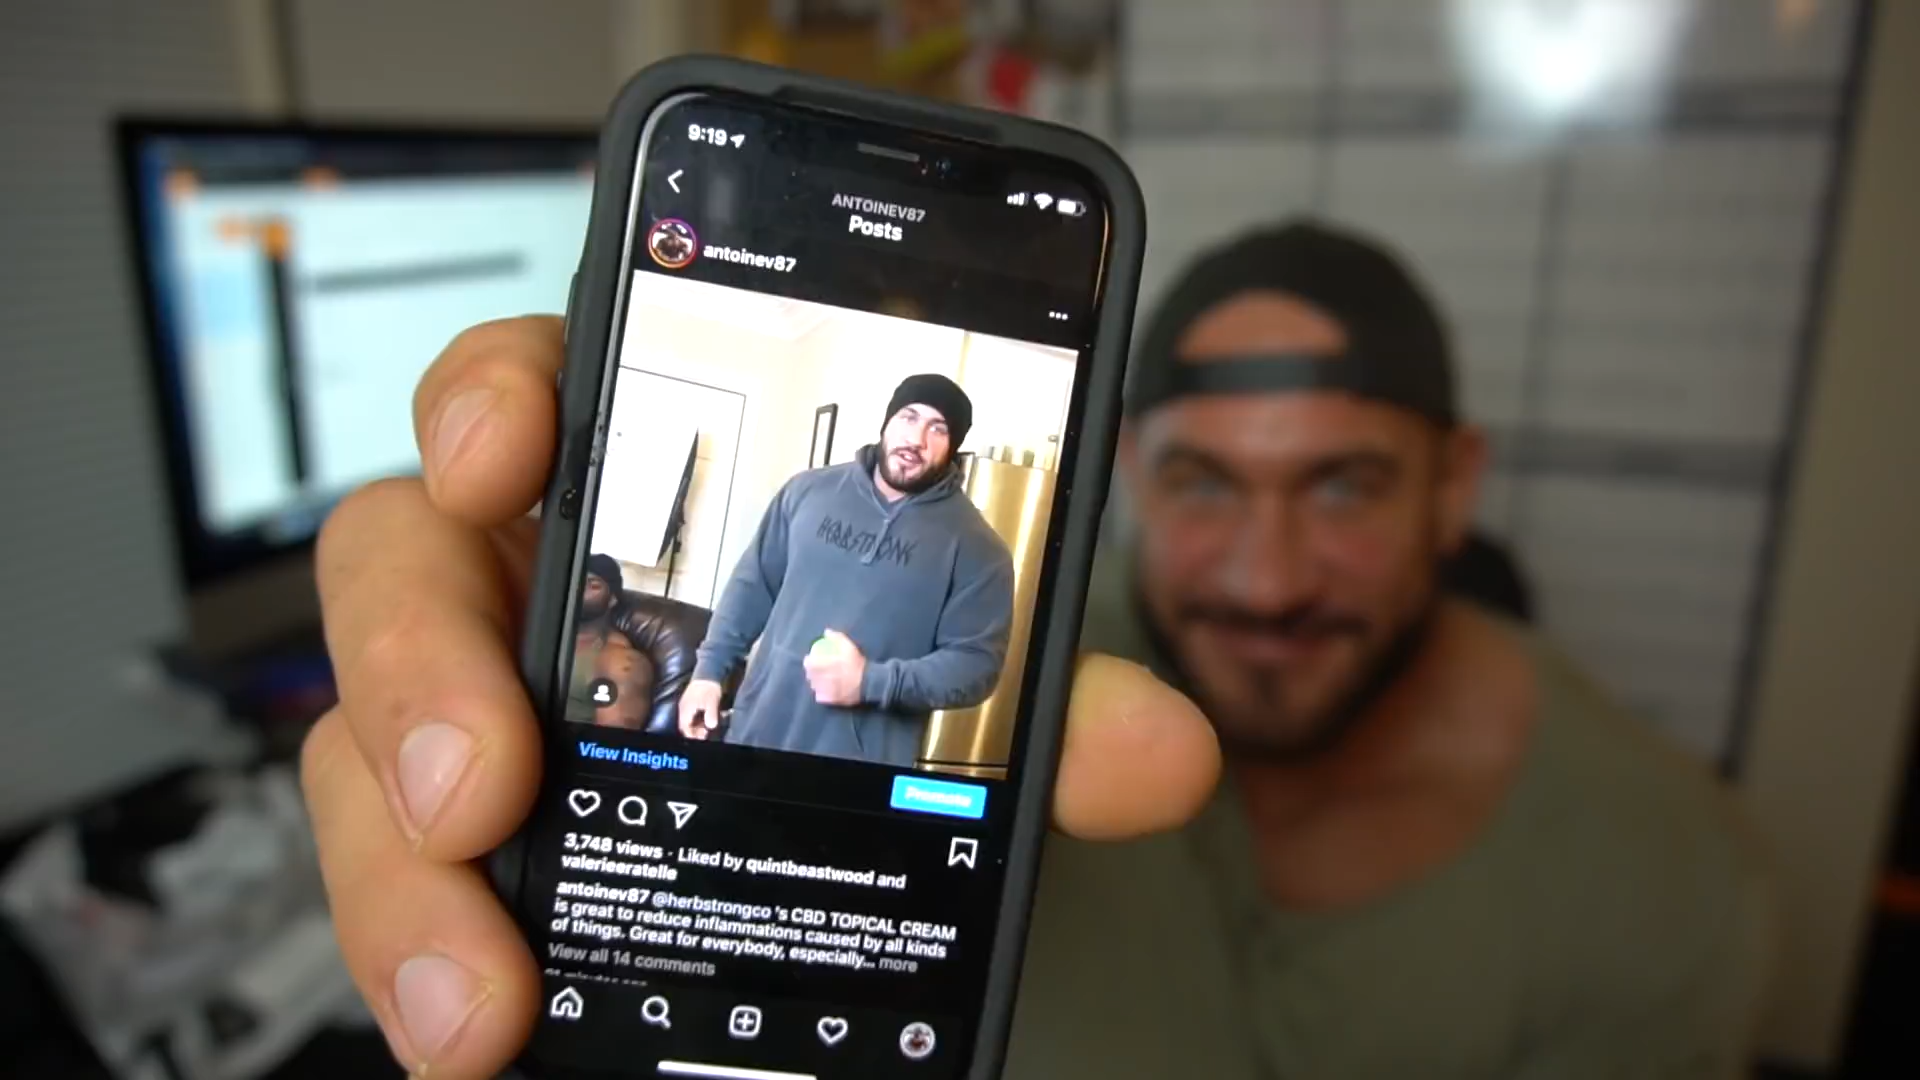 9:19
ANTOINEV87
Posts
antoinev87
HERBSTRONG
View Insights
Promote
3,748 views · Liked by quintbeastwood and
valerieeratelle
antoinev87 @herbstrongco 's CBD TOPICAL CREAM
is great to reduce inflammations caused by all kinds
of things. Great for everybody, especially... more
View all 14 comments